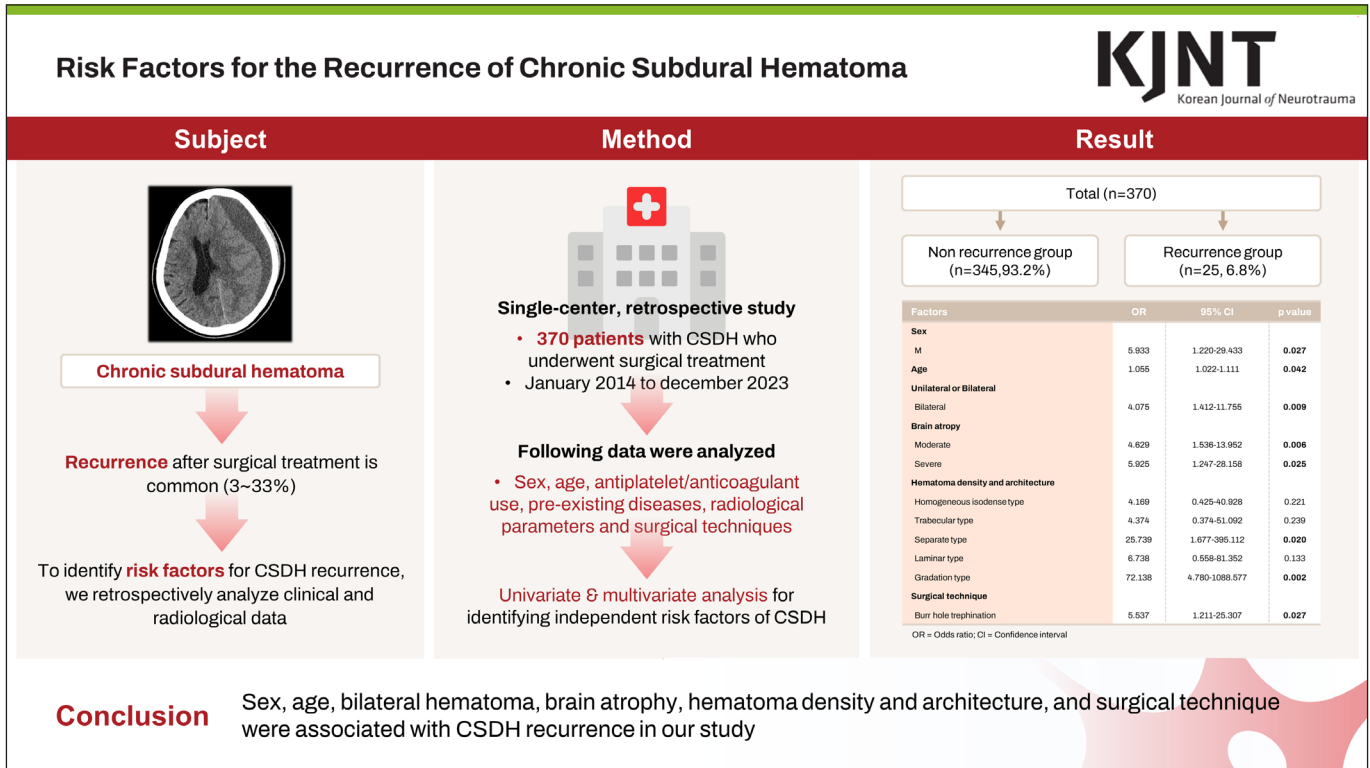 Risk Factors for the Recurrence of Chronic Subdural Hematoma
KJNT
Korean Journal of Neurotrauma
Subject
Chronic subdural hematoma
Recurrence after surgical treatment is
common (3~33%)
To identify risk factors for CSDH recurrence,
we retrospectively analyze clinical and
radiological data
Method
Single-center, retrospective study
• 370 patients with CSDH who
underwent surgical treatment
• January 2014 to december 2023
Following data were analyzed
• Sex, age, antiplatelet/anticoagulant
use, pre-existing diseases, radiological
parameters and surgical techniques
Univariate & multivariate analysis for
identifying independent risk factors of CSDH
Result
Total (n=370)
Non recurrence group
(n=345,93.2%)
Recurrence group
(n=25, 6.8%)
Factors OR 95% CI p value
Sex
M 5.933 1.220-29.433 0.027
Age 1.055 1.022-1.111 0.042
Unilateral or Bilateral
Bilateral 4.075 1.412-11.755 0.009
Brain atropy
Moderate 4.629 1.536-13.952 0.006
Severe 5.925 1.247-28.158 0.025
Hematoma density and architecture
Homogeneous isodense type 4.169 0.425-40.928 0.221
Trabecular type 4.374 0.374-51.092 0.239
Separate type 25.739 1.677-395.112 0.020
Laminar type 6.738 0.558-81.352 0.133
Gradation type 72.138 4.780-1088.577 0.002
Surgical technique
Burr hole trephination 5.537 1.211-25.307 0.027
OR = Odds ratio; CI = Confidence interval
Conclusion
Sex, age, bilateral hematoma, brain atrophy, hematoma density and architecture, and surgical technique
were associated with CSDH recurrence in our study